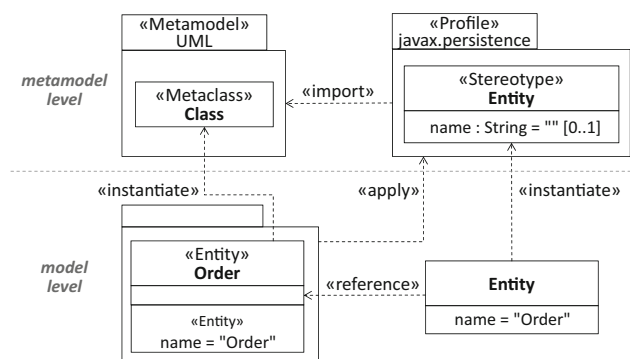 «Metamodel»
UML
«Profile»
javax.persistence
metamodel
level
«Metaclass»
Class
«import»
«Stereotype»
Entity
name : String = "" [0..1]
«instantiate»
«apply»
«instantiate»
model
level
«Entity»
Order
«reference»
Entity
«Entity»
name = "Order"
name = "Order"